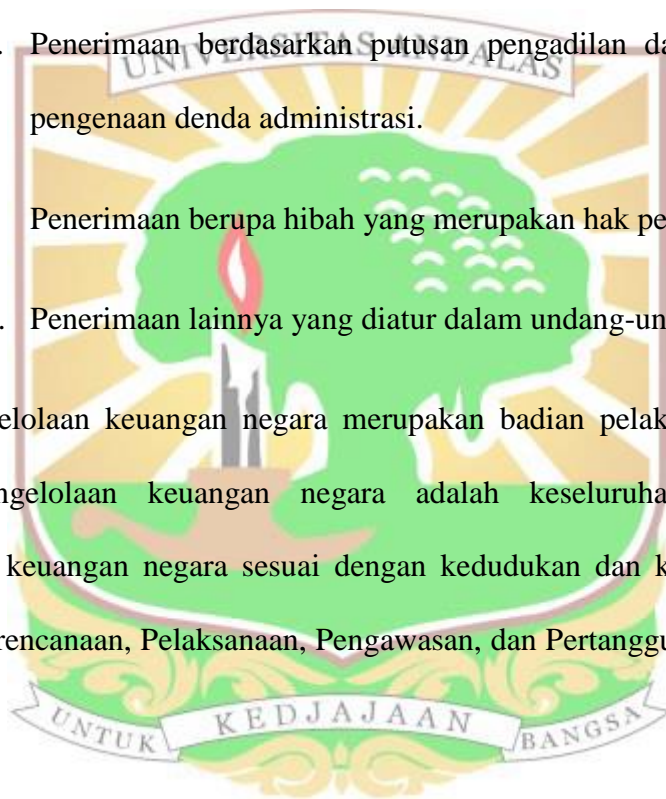 UNIVERSITAS ANDALAS
. Penerimaan berdasarkan putusan pengadilan da
pengenaan denda administrasi.
Penerimaan berupa hibah yang merupakan hak pe
. Penerimaan lainnya yang diatur dalam undang-un
elolaan keuangan negara merupakan badian pelak
ngelolaan keuangan negara adalah keseluruha
keuangan negara sesuai dengan kedudukan dan k
rencanaan, Pelaksanaan, Pengawasan, dan Pertanggu
UNTUK KEDJAJAAN BANGSA